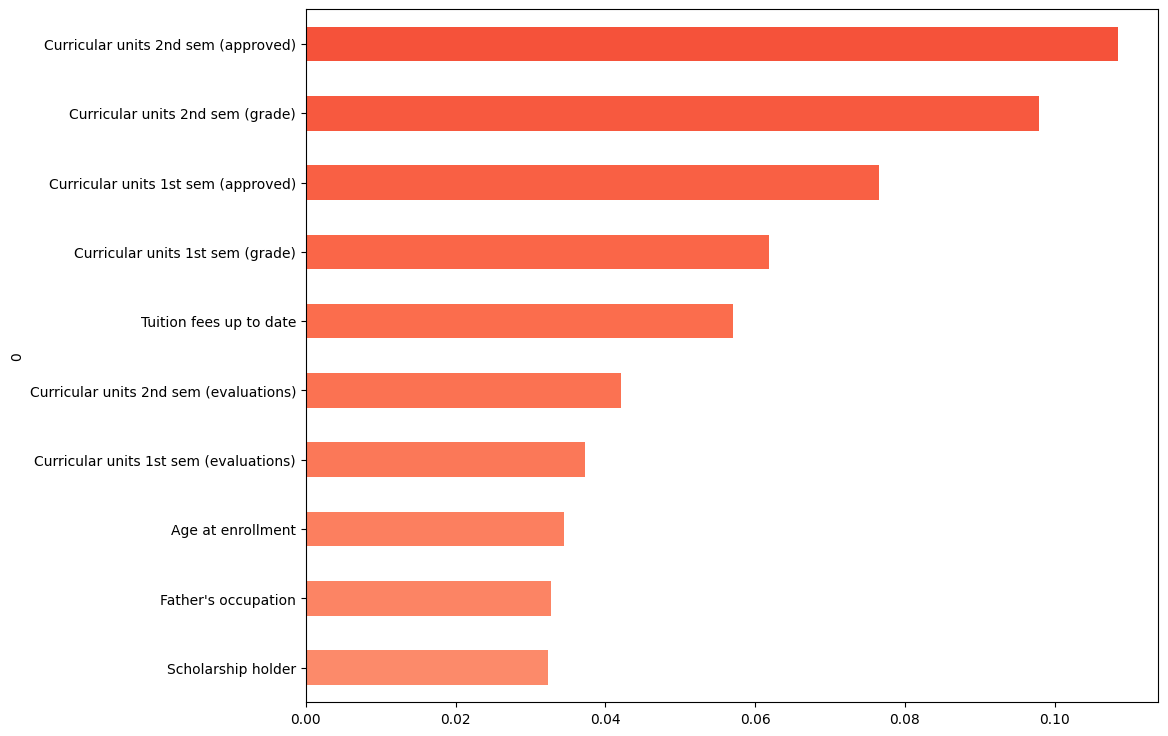 Curricular units 2nd sem (approved)
Curricular units 2nd sem (grade)
Curricular units 1st sem (approved)
Curricular units 1st sem (grade)
Tuition fees up to date
0
Curricular units 2nd sem (evaluations)
Curricular units 1st sem (evaluations)
Age at enrollment
Father's occupation
Scholarship holder
0.00 0.02 0.04 0.06 0.08 0.10